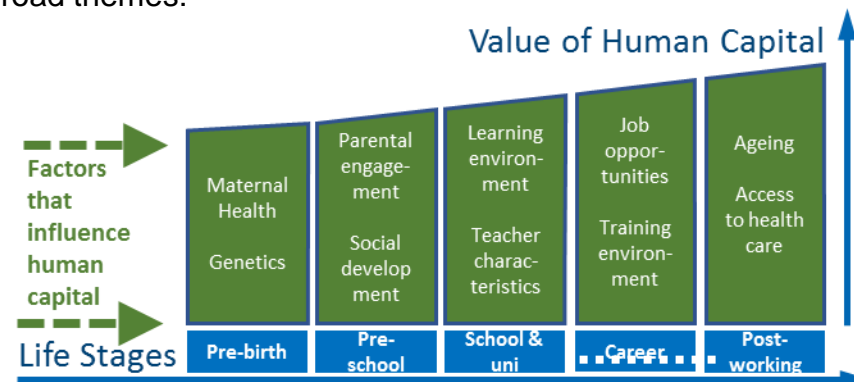 road themes.
Value of Human Capital
Factors
that
influence
human
capital
Maternal
Health
Genetics
Parental
engage-
ment
Social
develop
ment
Learning
environ-
ment
Teacher
charac-
teristics
Job
oppor-
tunities
Training
environ-
ment
Ageing
Access
to health
care
Life Stages
Pre-birth
Pre-
school
School &
uni
Career
Post-
working